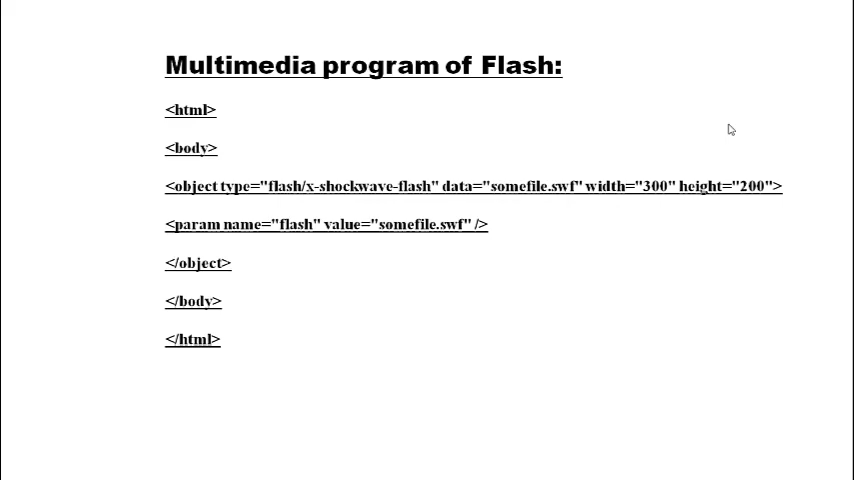 Multimedia program of Flash:
<html>
<body>
<object type="flash/x-shockwave-flash" data="somefile.swf" width="300" height="200">
<param name="flash" value="somefile.swf" />
</object>
</body>
</html>